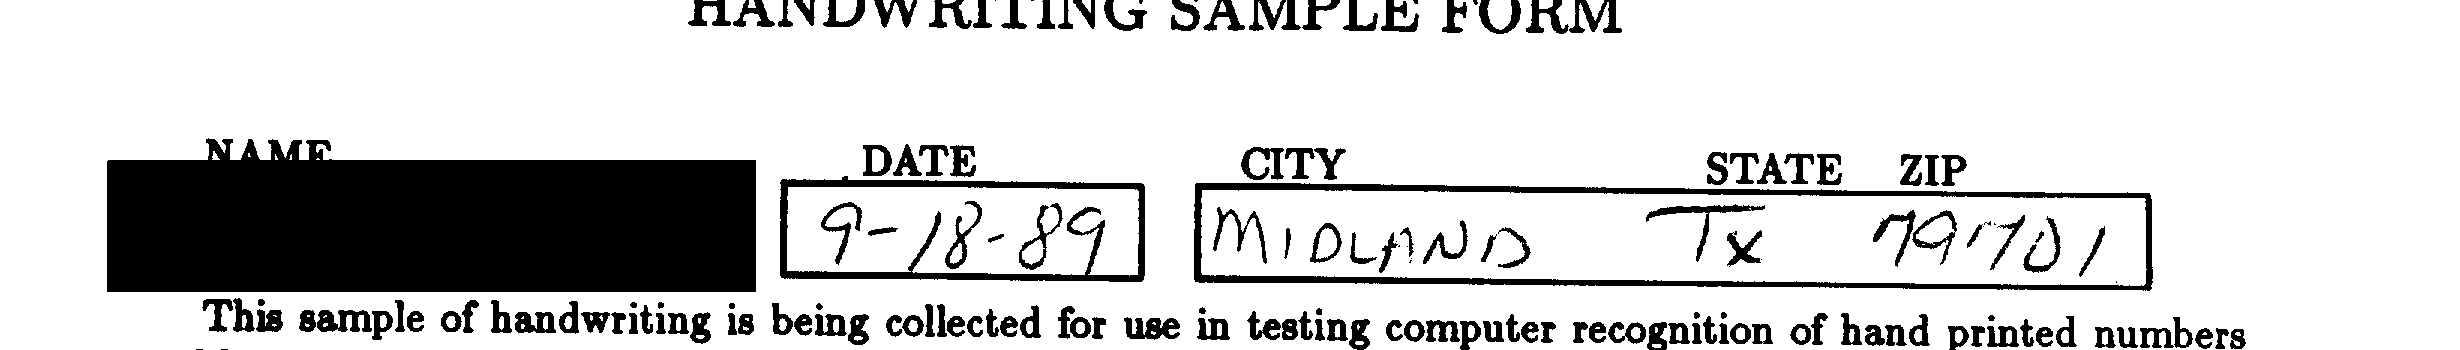 HANDWRITING SAMPLE FORM
NAME DATE CITY STATE ZIP
9-18-89 MIDLAND Tx 79701
This sample of handwriting is being collected for use in testing computer recognition of hand printed numbers